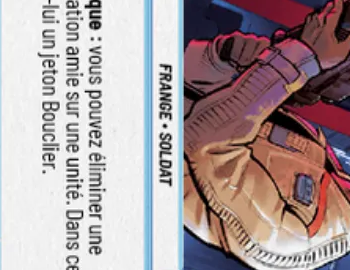 FRANGE • SOLDAT
que : vous pouvez éliminer une
ation amie sur une unité. Dans ce
-lui un jeton Bouclier.